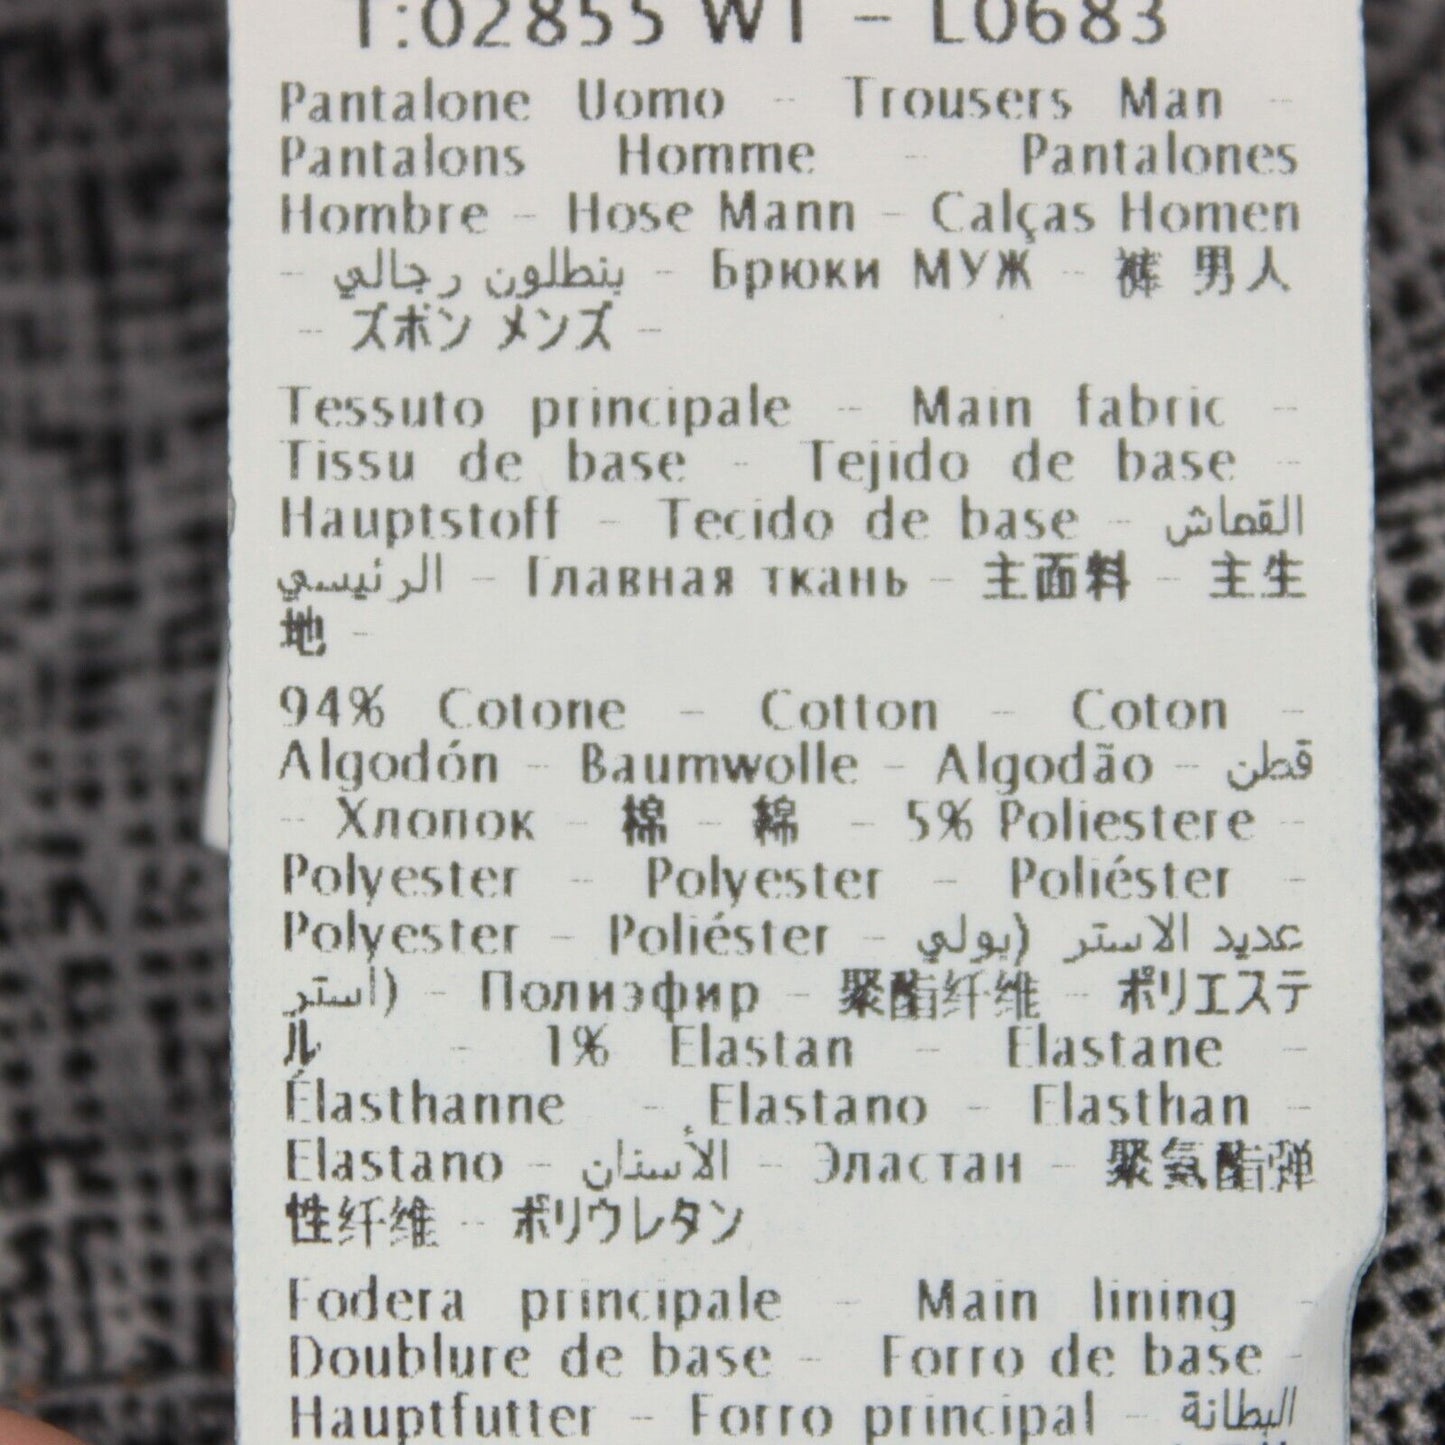 T:02855 WT - L0683
Pantalone Uomo - Trousers Man -
Pantalons Homme - Pantalones
Hombre - Hose Mann - Calças Homen
- بنطلون رجالي - Брюки МУЖ - 裤 男人
- ズボン メンズ -
Tessuto principale - Main fabric -
Tissu de base - Tejido de base -
Hauptstoff - Tecido de base - القماش
الرئيسي - Главная ткань - 主面料 - 主生
地 -
94% Cotone - Cotton - Coton -
Algodón - Baumwolle - Algodão - قطن
- Хлопок - 棉 - 綿 - 5% Poliestere -
Polyester - Polyester - Poliéster -
Polyester - Poliéster - عديد الاستر (بولي
أستر) - Полиэфир - 聚酯纤维 - ポリエステ
ル - 1% Elastan - Elastane -
Élasthanne - Elastano - Elasthan -
Elastano - الأستان - Эластан - 聚氨酯弹
性纤维 - ポリウレタン
Fodera principale - Main lining -
Doublure de base - Forro de base -
Hauptfutter - Forro principal - البطانة